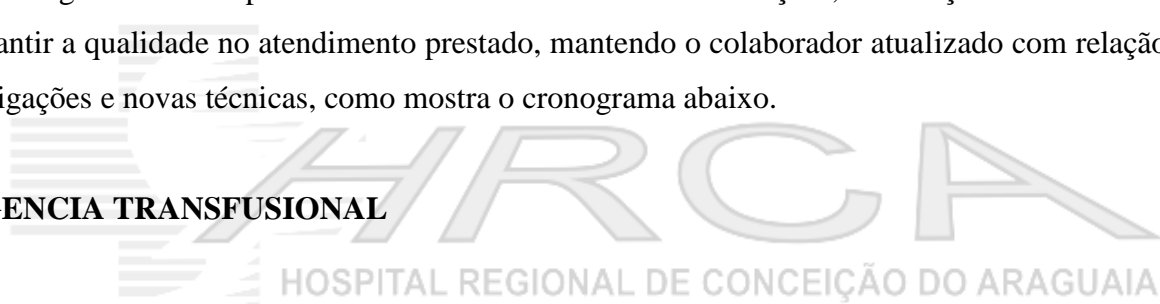 antir a qualidade no atendimento prestado, mantendo o colaborador atualizado com relação
igações e novas técnicas, como mostra o cronograma abaixo.
HRCA
GENCIA TRANSFUSIONAL
HOSPITAL REGIONAL DE CONCEIÇÃO DO ARAGUAIA